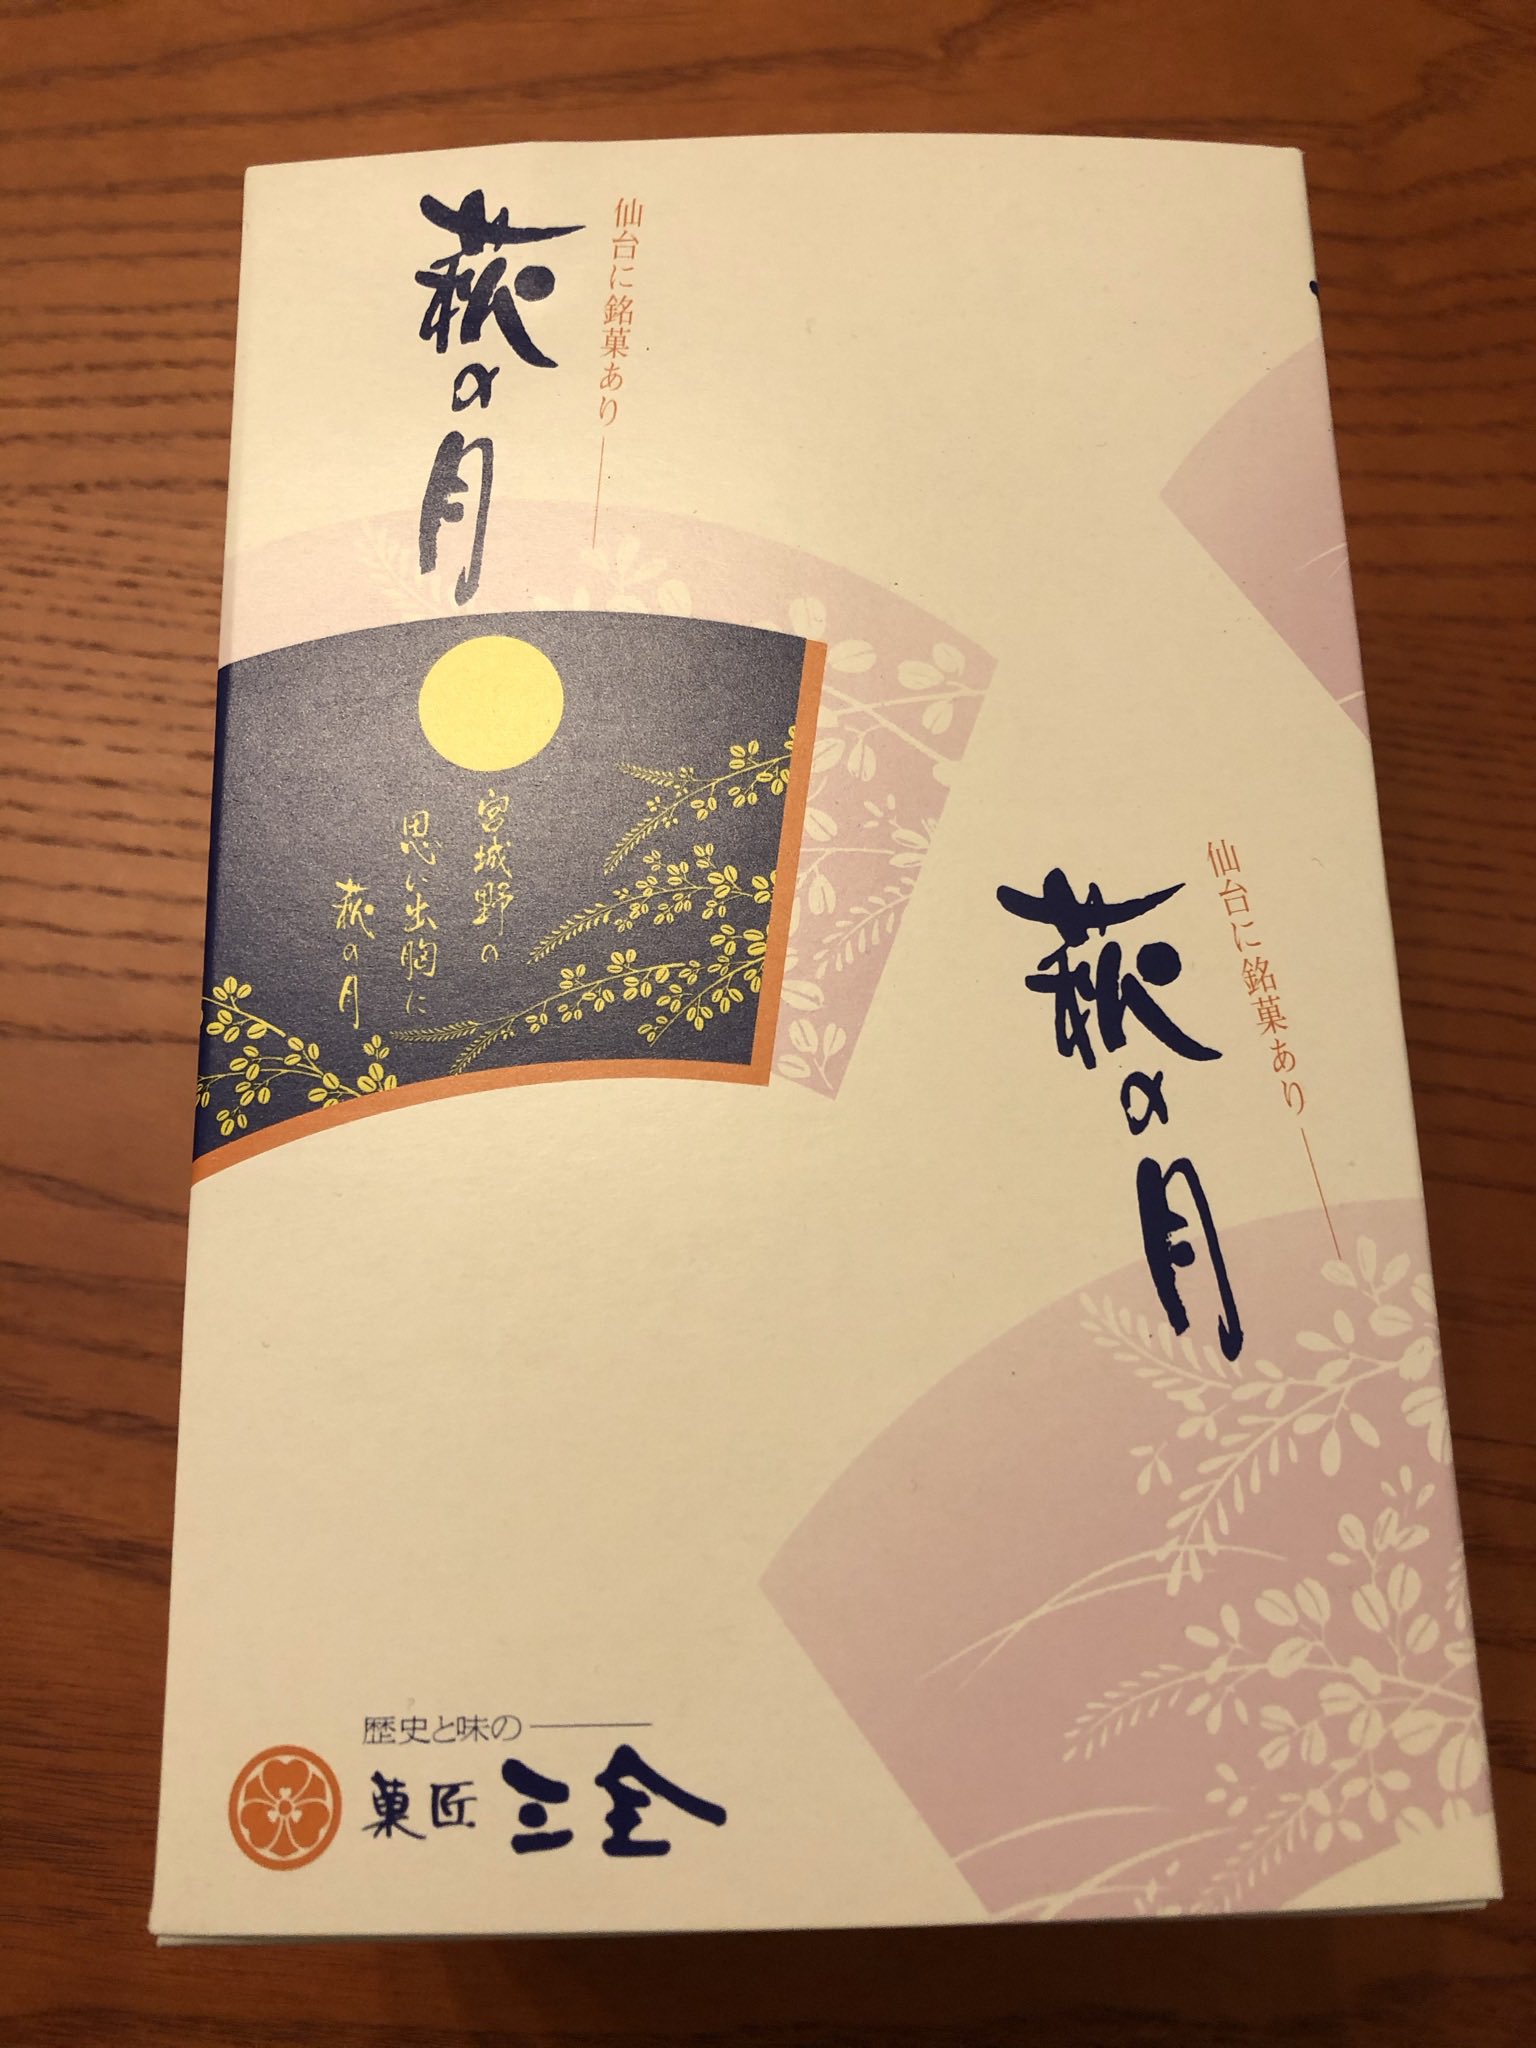 仙台に銘菓あり
萩の月
宮城野の
思い出胸に
萩の月
仙台に銘菓あり
萩の月
歴史と味の
菓匠三全